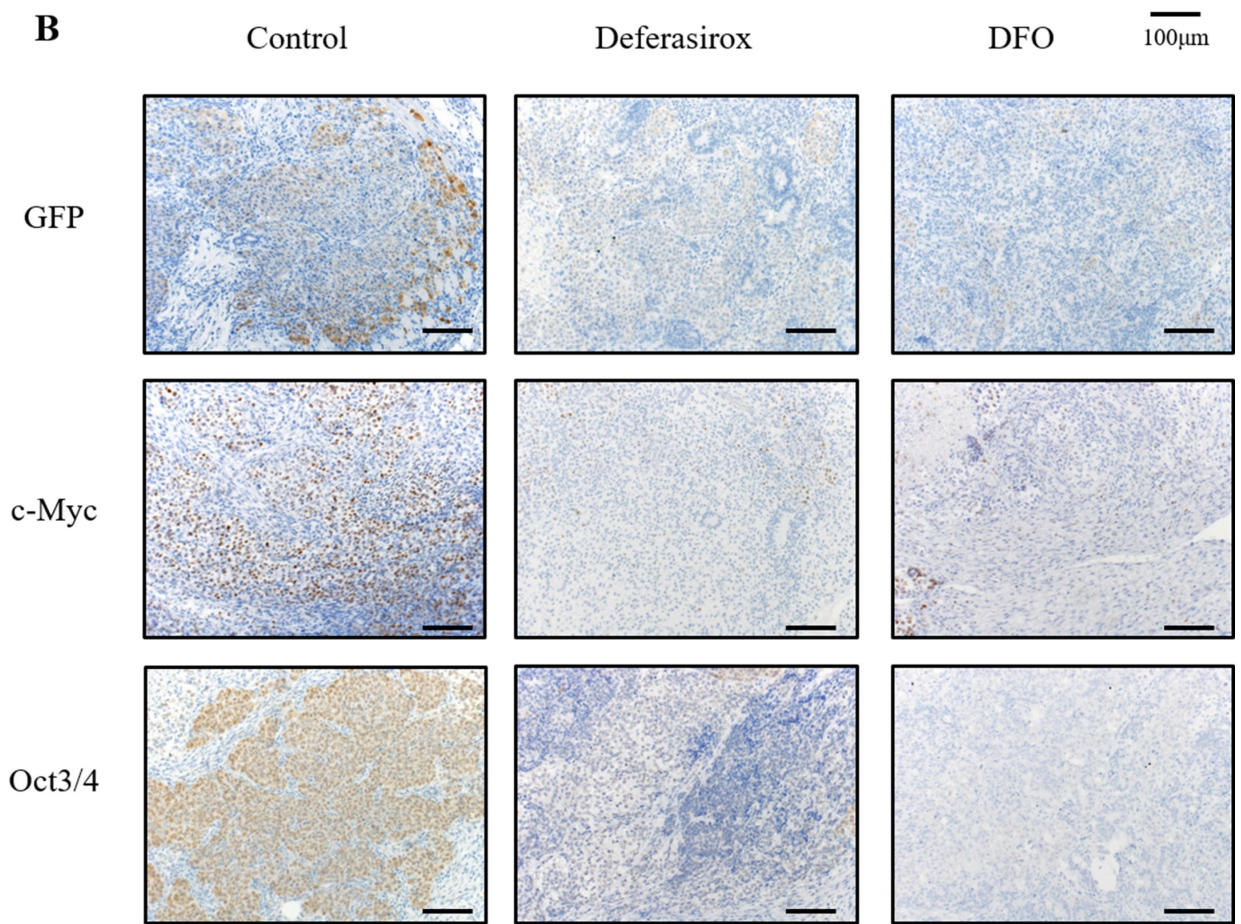 B
Control
Deferasirox
DFO
100μm
GFP
c-Myc
Oct3/4